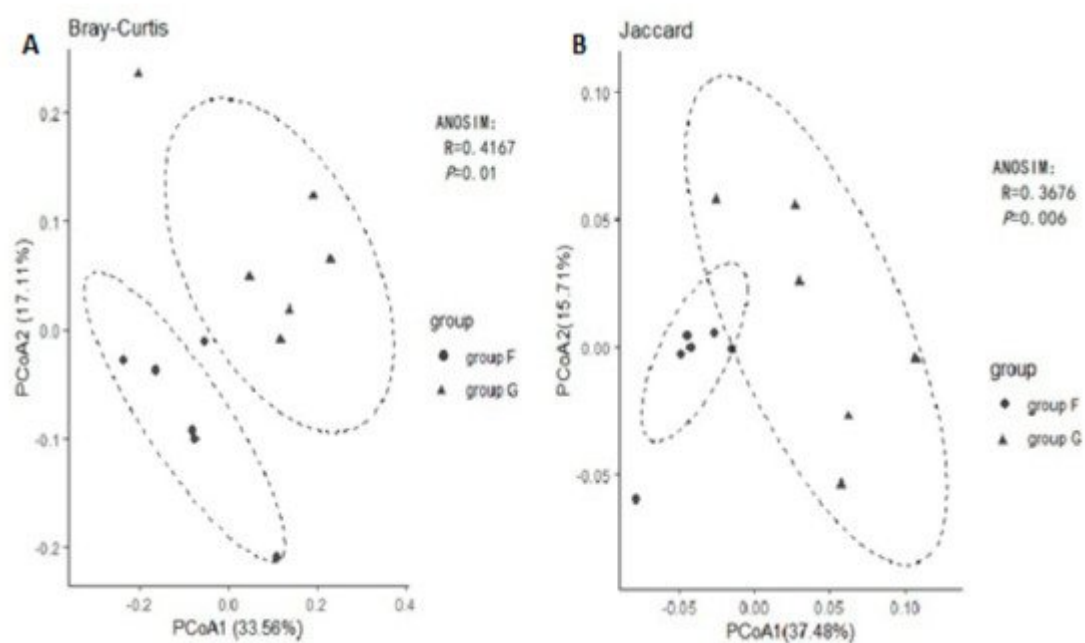 A
Bray-Curtis
ANOSIM:
R=0.4167
P=0.01
PCoA2 (17.11%)
0.2
0.1
0.0
-0.1
-0.2
group
group F
group G
-0.2
0.0
0.2
0.4
PCoA1 (33.56%)
B
Jaccard
ANOSIM:
R=0.3676
P=0.006
PCoA2(15.71%)
0.10
0.05
0.00
-0.05
group
group F
group G
-0.05
0.00
0.05
0.10
PCoA1(37.48%)